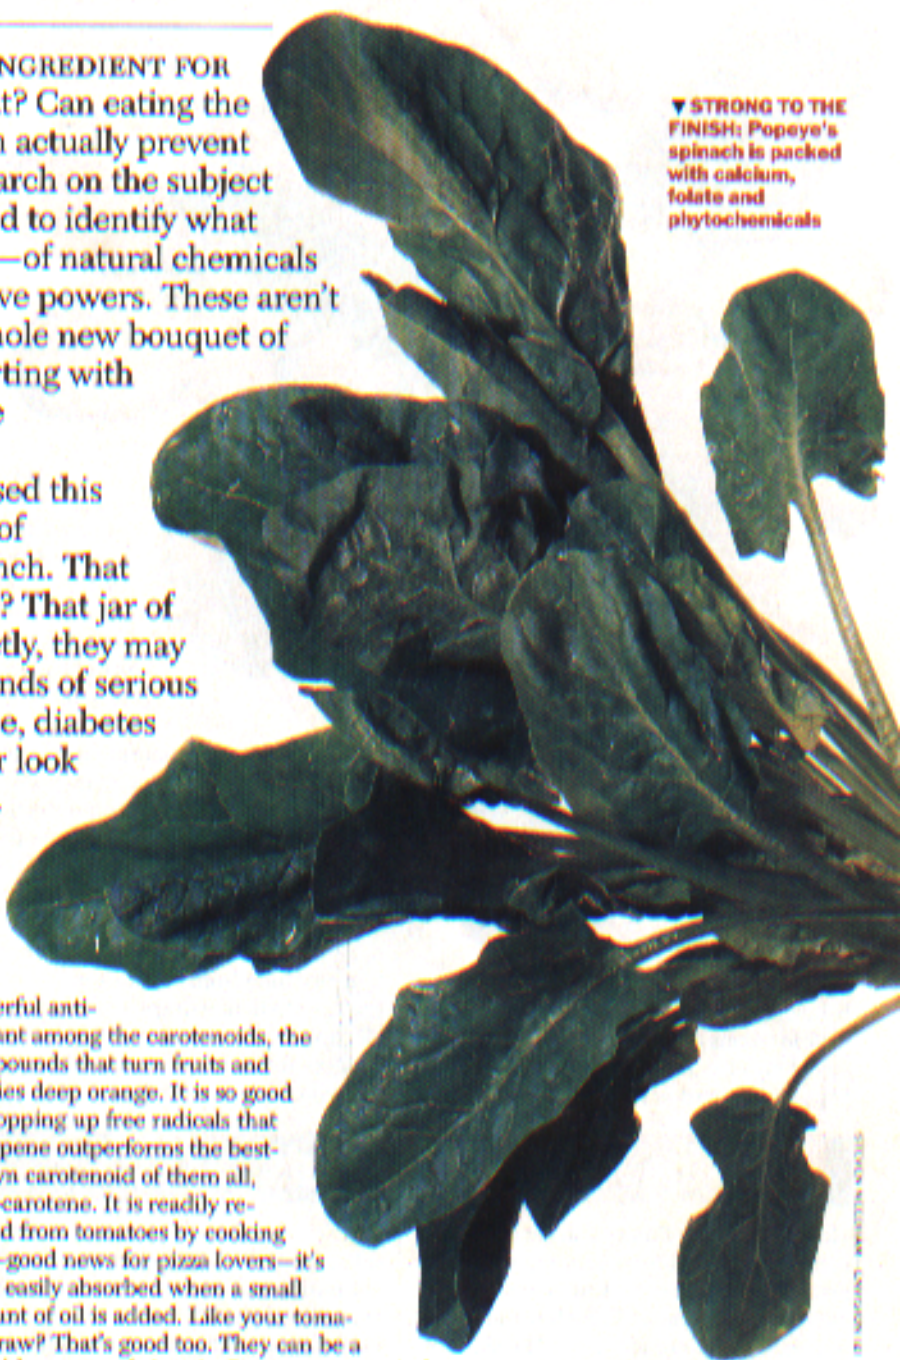 NGREDIENT FOR
t? Can eating the
actually prevent
arch on the subject
d to identify what
—of natural chemicals
ve powers. These aren't
hole new bouquet of
rting with
e
sed this
of
nch. That
? That jar of
tly, they may
nds of serious
e, diabetes
r look
▼STRONG TO THE
FINISH: Popeye's
spinach is packed
with calcium,
folate and
phytochemicals
erful anti-
ant among the carotenoids, the
pounds that turn fruits and
les deep orange. It is so good
opping up free radicals that
pene outperforms the best-
wn carotenoid of them all,
-carotene. It is readily re-
d from tomatoes by cooking
-good news for pizza lovers—it's
easily absorbed when a small
unt of oil is added. Like your toma-
raw? That's good too. They can be a
STEVEN NEEDHAM